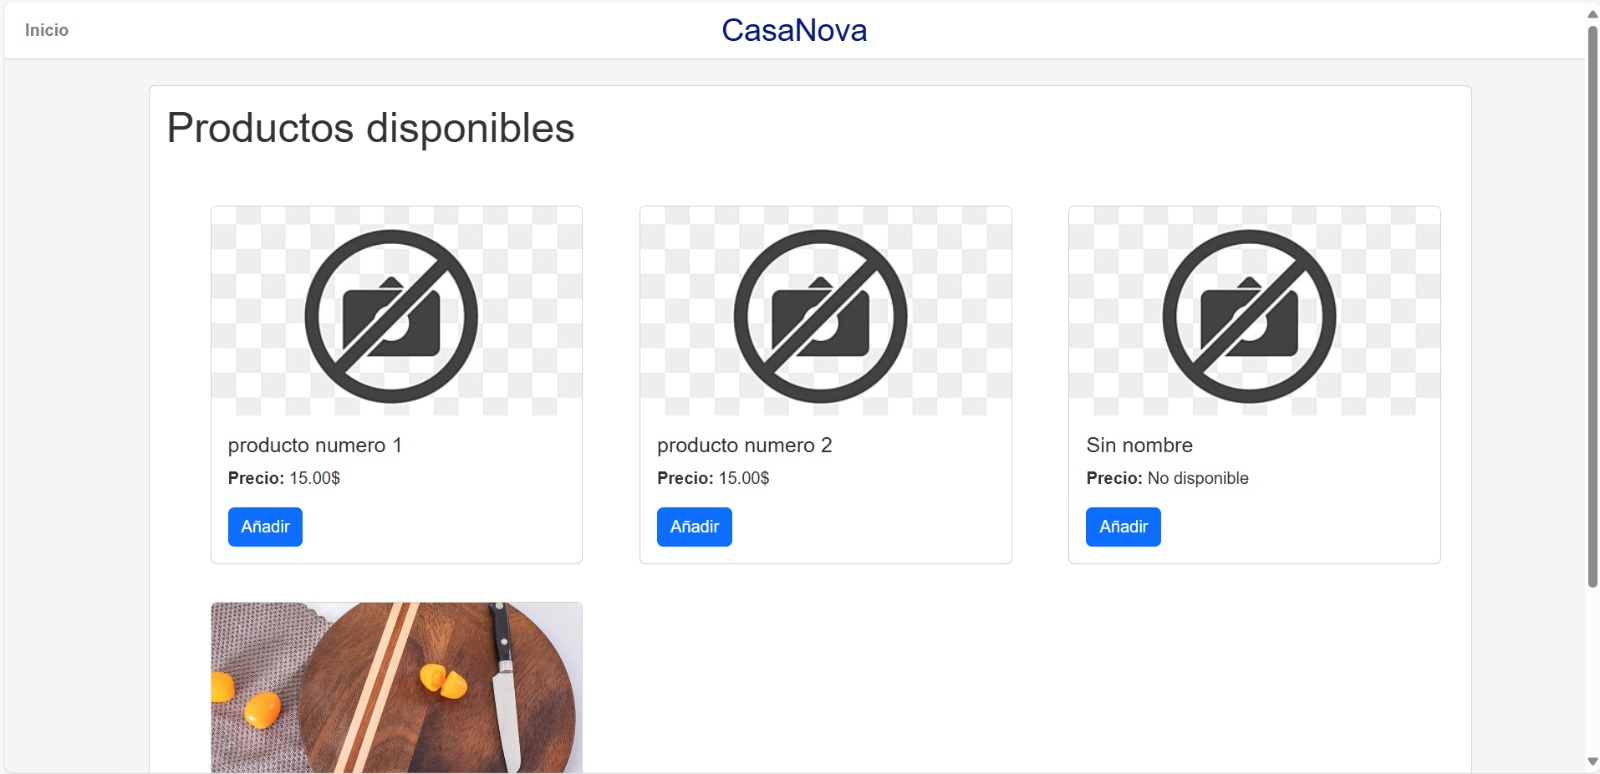 Inicio
CasaNova
Productos disponibles
producto numero 1
Precio: 15.00$
Añadir
producto numero 2
Precio: 15.00$
Añadir
Sin nombre
Precio: No disponible
Añadir